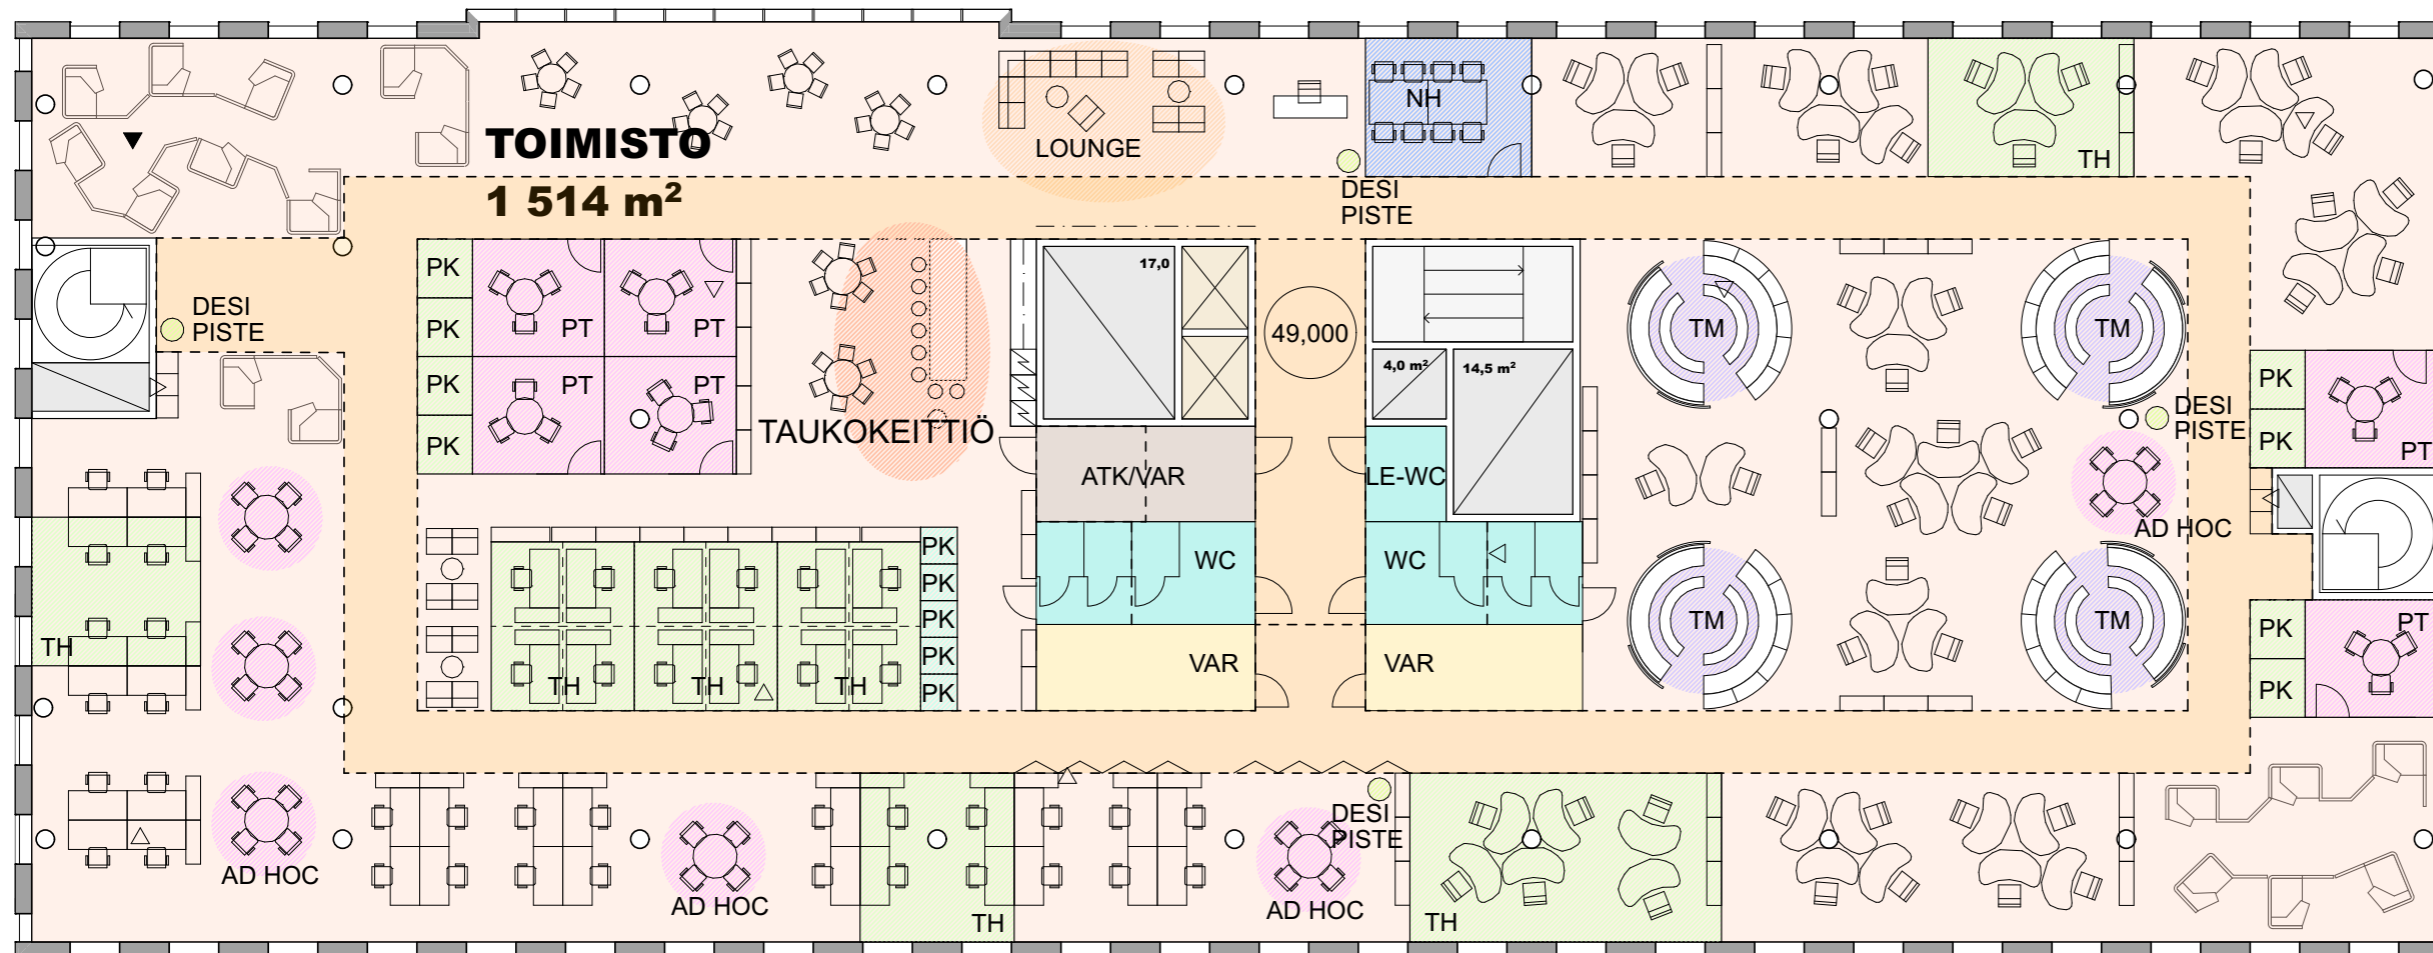 NH
TH
TOIMISTO
1 514 m²
LOUNGE
DESI
PISTE
PK
PT
PT
17,0
49,000
TM
TM
DESI
PISTE
PK
PK
PT
PT
4,0 m²
14,5 m²
PK
TAUKOKEITTIÖ
PK
PT
DESI
PISTE
PK
ATK/VAR
LE-WC
AD HOC
PK
PK
PK
PK
PK
WC
WC
TH
TH
TH
TH
VAR
VAR
TM
TM
PK
PK
PT
AD HOC
AD HOC
TH
AD HOC
DESI
PISTE
TH